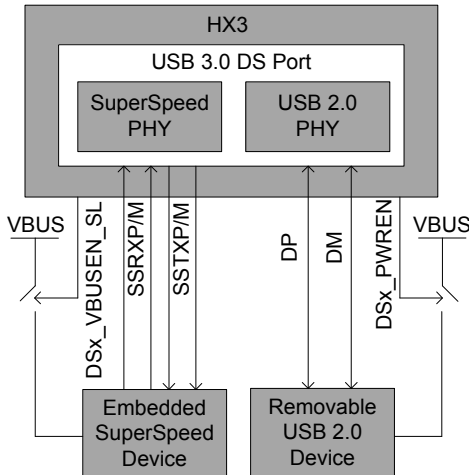 HX3
USB 3.0 DS Port
SuperSpeed
PHY
USB 2.0
PHY
VBUS
DSx_VBUSEN_SL
SSRXP/M
SSTXP/M
DP
DM
DSx_PWREN
VBUS
Embedded
SuperSpeed
Device
Removable
USB 2.0
Device